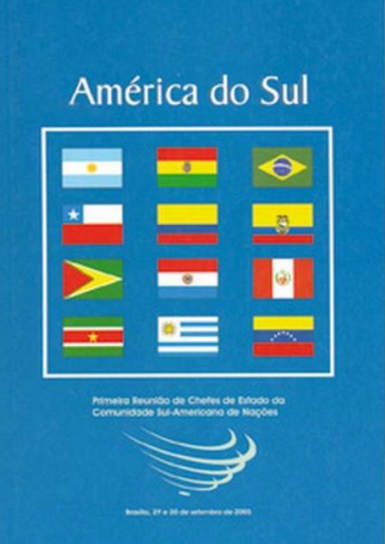 América do Sul
Primeira Reunião de Chefes de Estado da
Comunidade Sul-Americana de Nações
Brasília, 29 e 30 de setembro de 2005